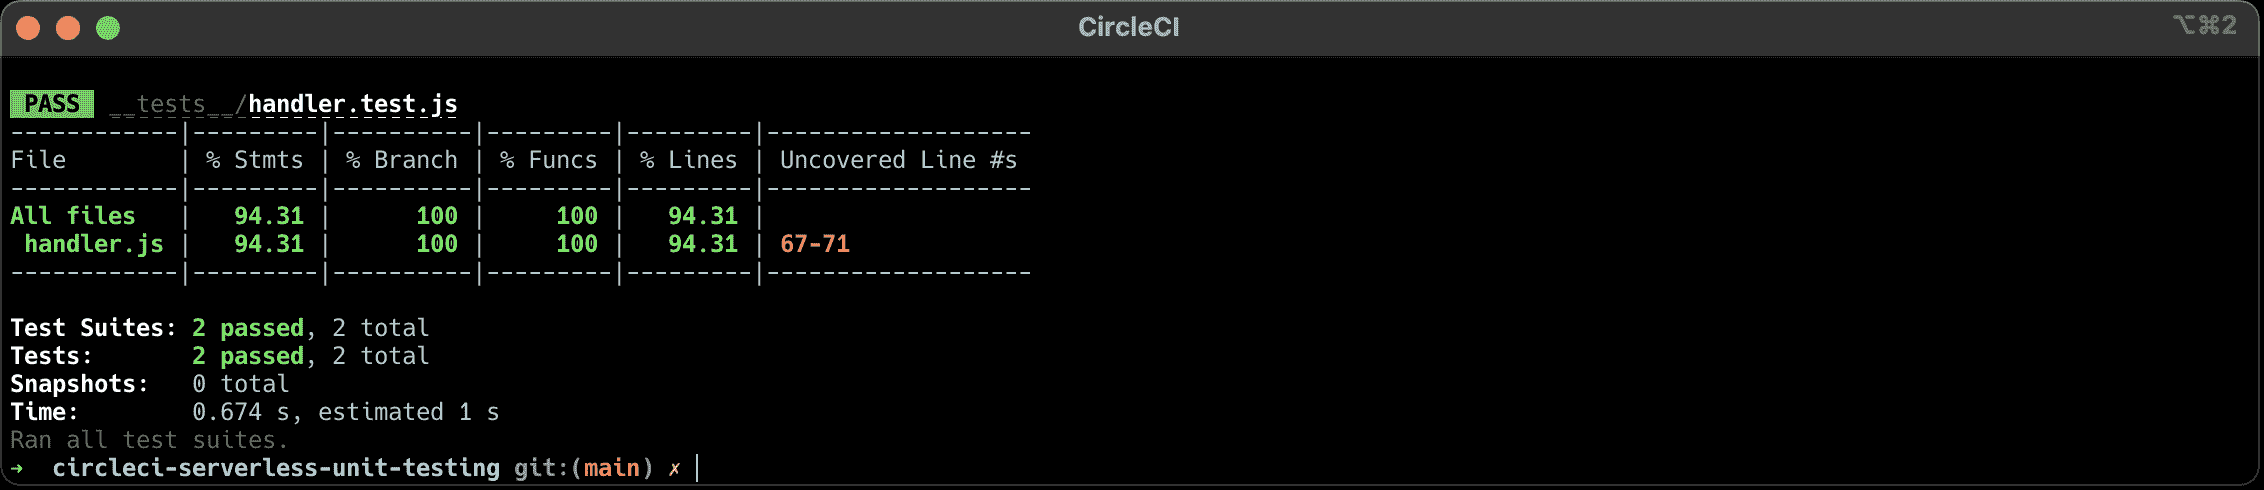 CircleCI
⌥⌘2
PASS __tests__/handler.test.js
------------|---------|----------|---------|---------|-------------------
File        | % Stmts | % Branch | % Funcs | % Lines | Uncovered Line #s
------------|---------|----------|---------|---------|-------------------
All files   |   94.31 |      100 |     100 |   94.31 |
 handler.js |   94.31 |      100 |     100 |   94.31 | 67-71
------------|---------|----------|---------|---------|-------------------
Test Suites: 2 passed, 2 total
Tests:       2 passed, 2 total
Snapshots:   0 total
Time:        0.674 s, estimated 1 s
Ran all test suites.
➜  circleci-serverless-unit-testing git:(main) ✗